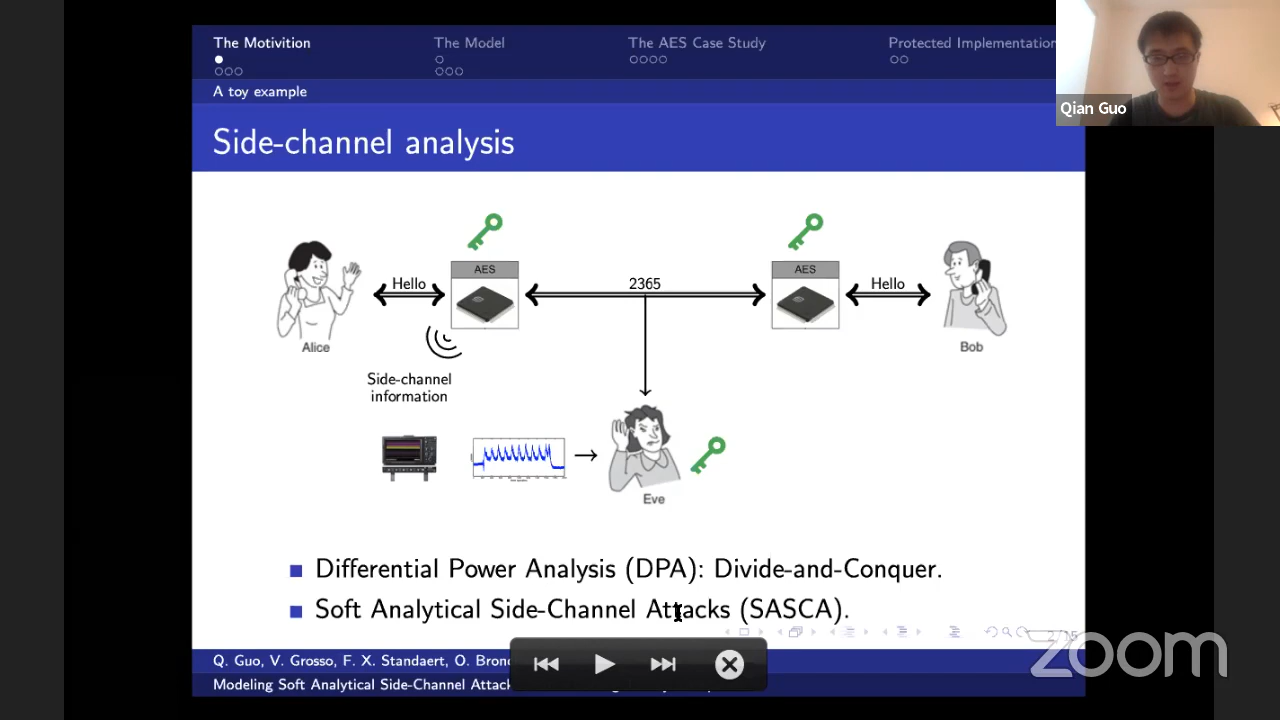 The Motivition
The Model
The AES Case Study
Protected Implementation
A toy example
Qian Guo
Side-channel analysis
AES
AES
Hello
2365
Hello
Alice
Bob
Side-channel
information
Eve
Differential Power Analysis (DPA): Divide-and-Conquer.
Soft Analytical Side-Channel Attacks (SASCA).
Q. Guo, V. Grosso, F. X. Standaert, O. Bronc
Modeling Soft Analytical Side-Channel Attack
zoom